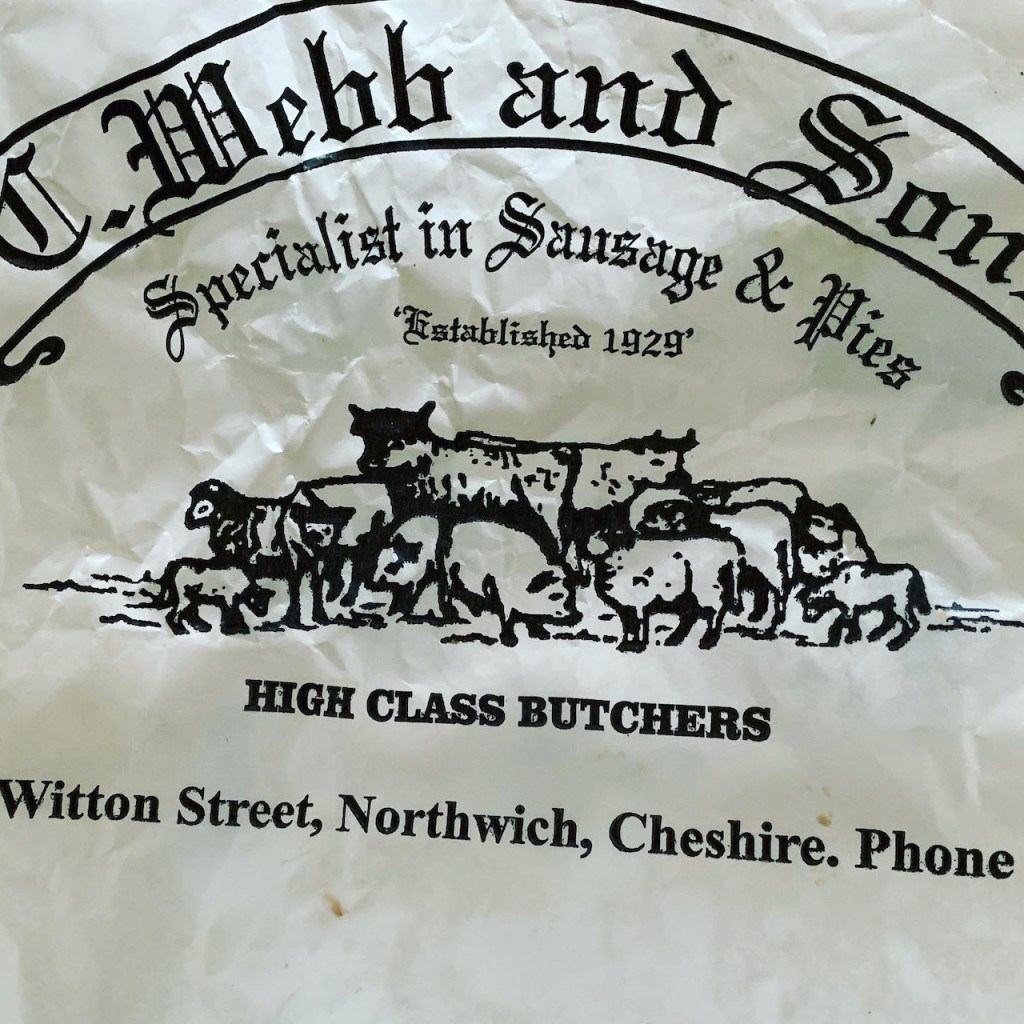 C. Webb and Son
Specialist in Sausage & Pies
'Established 1929'
HIGH CLASS BUTCHERS
Witton Street, Northwich, Cheshire. Phone